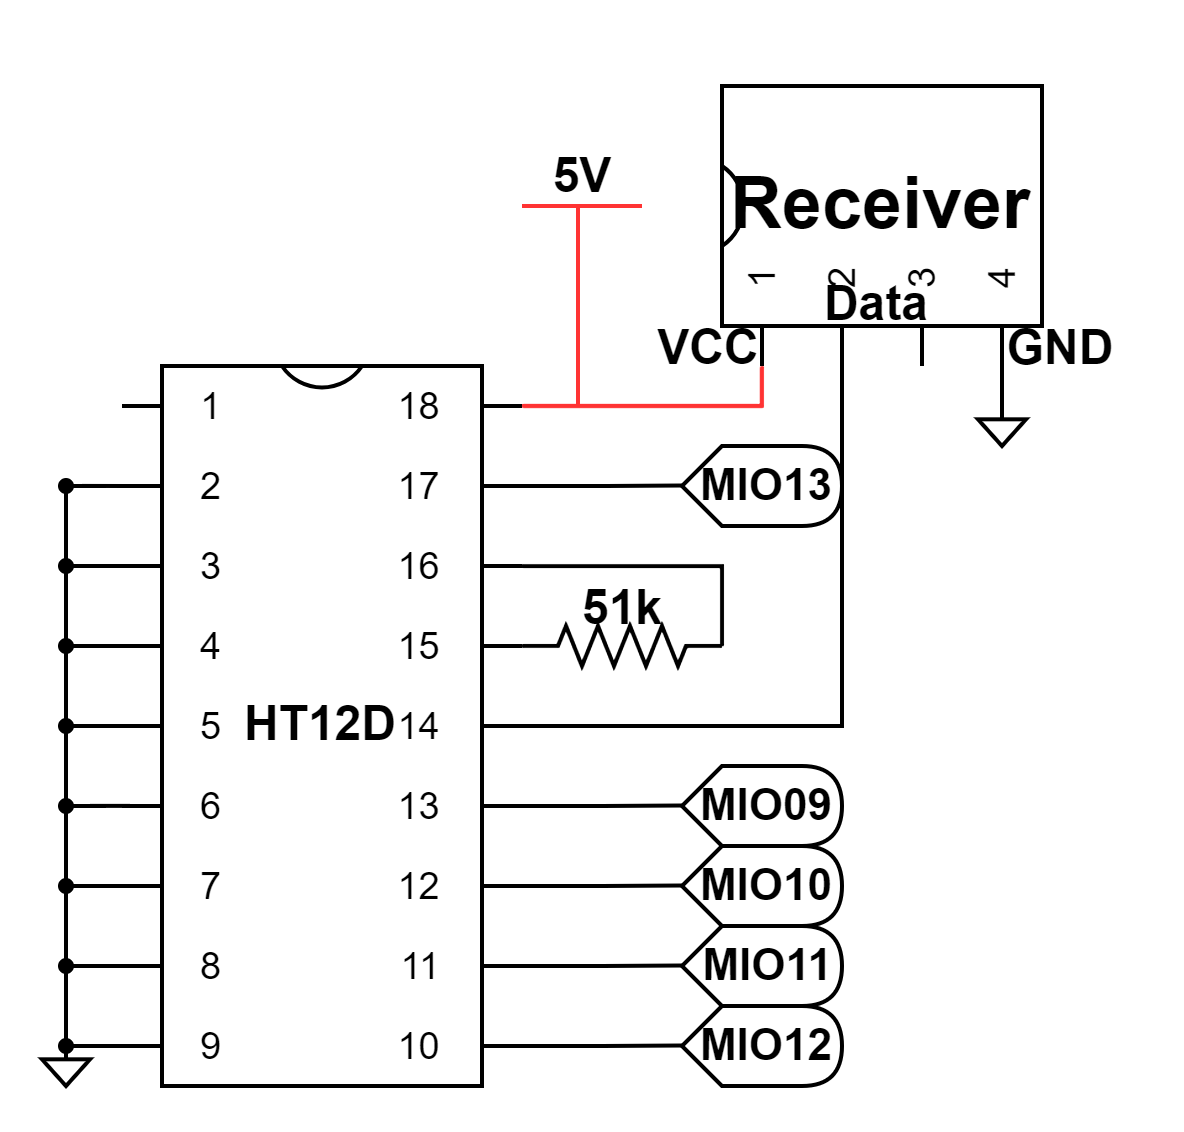 5V
Receiver
1 2 3 4
Data
VCC
GND
1 18
2 17 MIO13
3 16
51k
4 15
5 HT12D 14
6 13 MIO09
7 12 MIO10
8 11 MIO11
9 10 MIO12